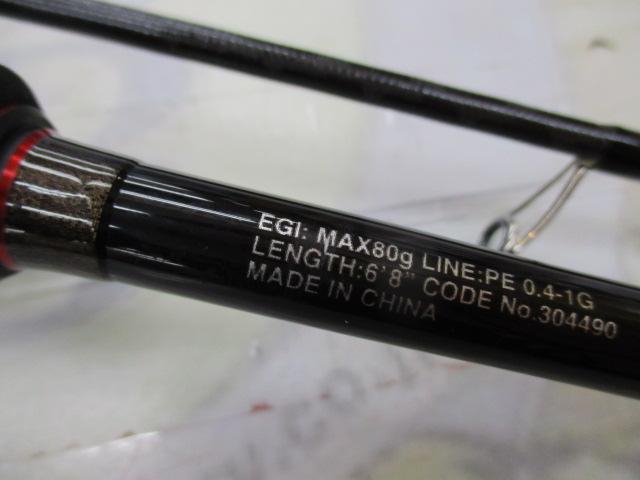 EGI: MAX80g LINE:PE 0.4-1G
LENGTH:6'8" CODE No.304490
MADE IN CHINA